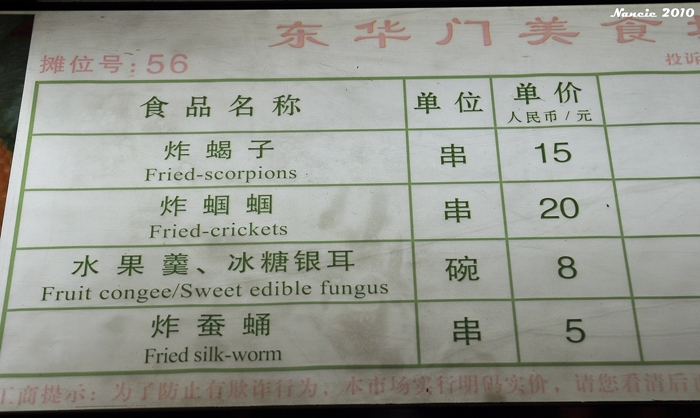 Nancie 2010
东华门美食
摊位号:56
投诉
食品名称 单位 单价
人民币/元
炸蝎子 串 15
Fried-scorpions
炸蝈蝈 串 20
Fried-crickets
水果羹、冰糖银耳 碗 8
Fruit congee/Sweet edible fungus
炸蚕蛹 串 5
Fried silk-worm
工商提示:为了防止有欺诈行为,本市场实行明码实价,请您看清后